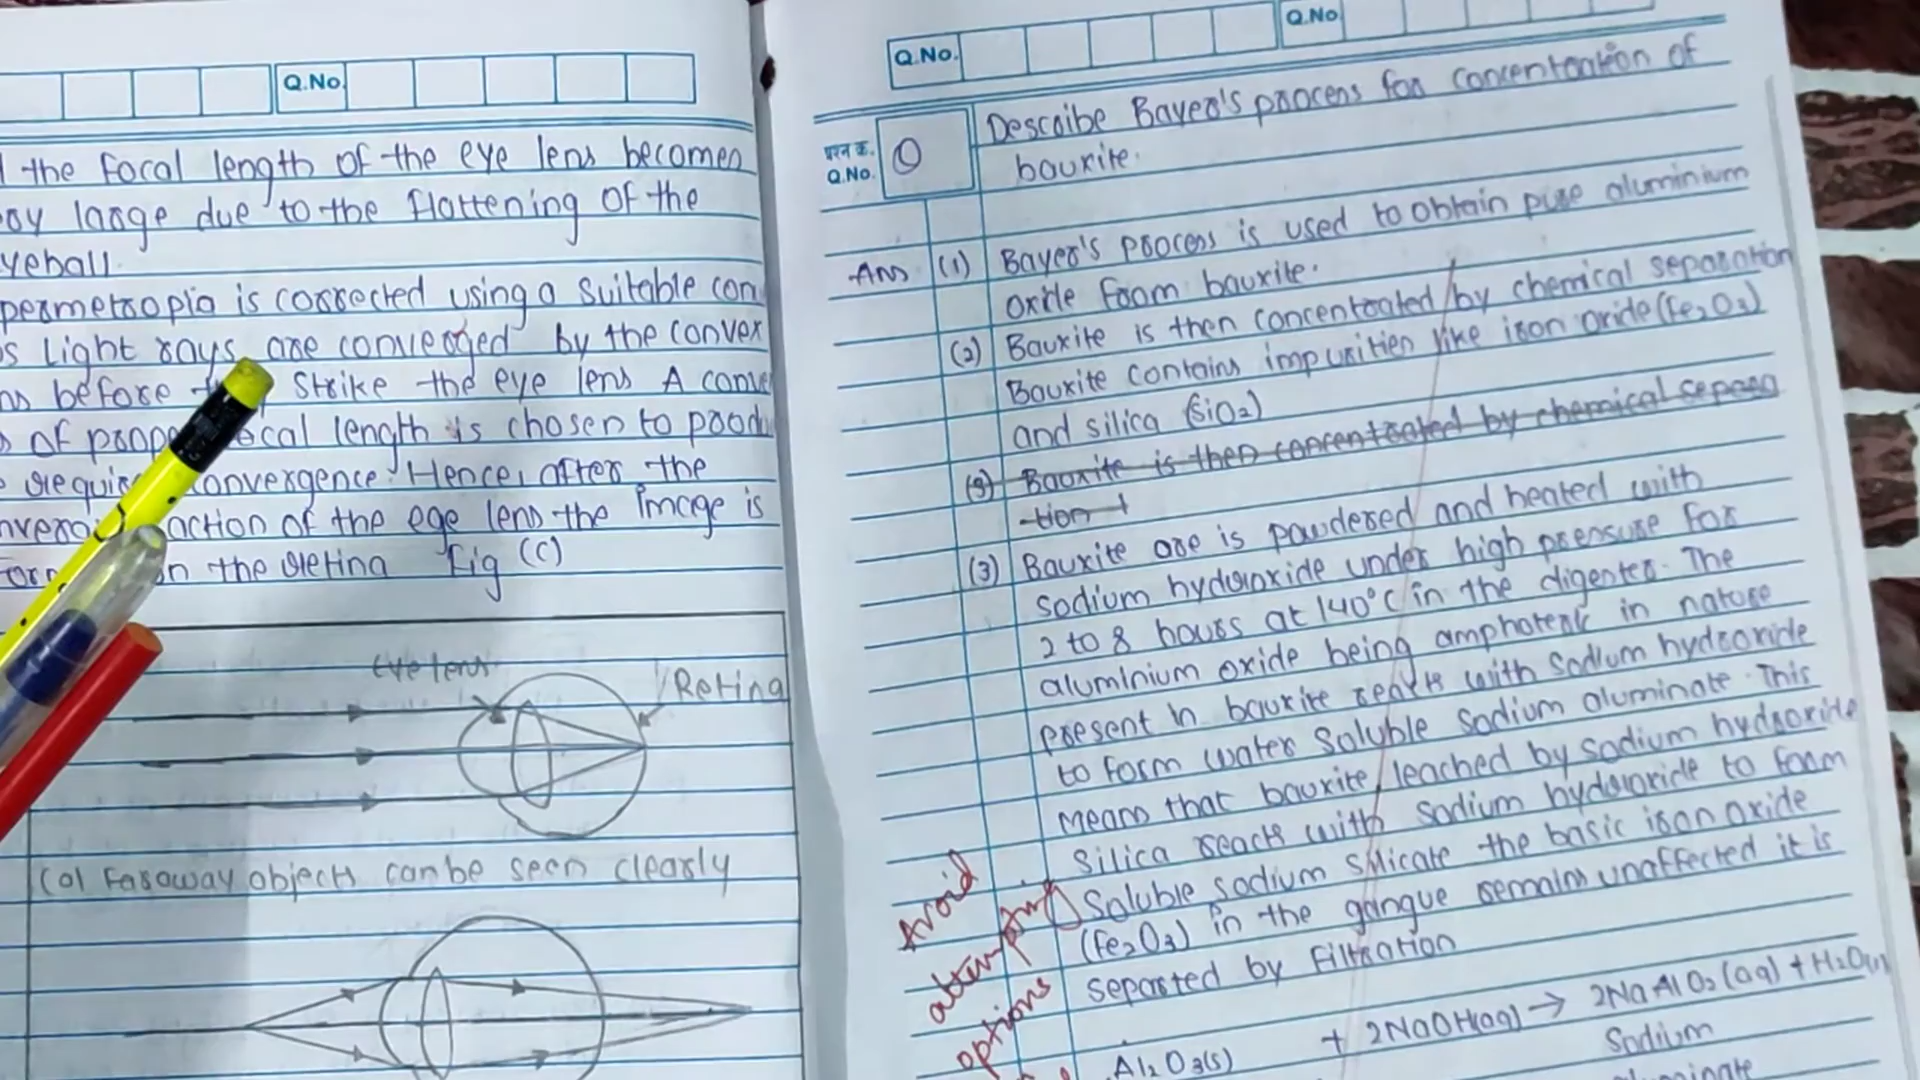 Q.No.
l the focal length of the eye lens becomes
oy large due to the flattening of the
yeball.
permetropia is corrected using a suitable con
s Light rays are converged by the convex
ns before strike the eye lens A conve
s of prope ocal length is chosen to produ
e requir convergence. Hence, after the
nverg action of the ege lens the image is
form n the retina Fig (C)
Eye lens
Retina
(a) Faraway objects can be seen clearly
Q.No.
Q.No
प्रश्न क्र.
Q.No.
Describe Bayer's process for concentration of
bauxite.
Ans (1) Bayer's process is used to obtain pure aluminium
oxide from bauxite.
(2) Bauxite is then concentrated by chemical separation
Bauxite contains impurities like iron oxide (Fe₂O₃)
and silica (SiO₂)
(3) Bauxite is then concentrated by chemical separa
-tion
(3) Bauxite ore is powdered and heated with
sodium hydroxide under high pressure for
2 to 8 hours at 140°C in the digester. The
aluminium oxide being amphoteric in nature
present in bauxite reacts with sodium hydroxide
to form water soluble sodium aluminate. This
means that bauxite leached by sodium hydroxide
Silica reacts with sodium hydroxide to form
Soluble sodium silicate the basic iron oxide
(Fe₂O₃) in the gangue remains unaffected it is
separted by Filtration
Al₂O₃(s) + 2NaOH(aq) → 2NaAlO₂(aq) + H₂O(l)
Sodium
Avoid
attempting
options